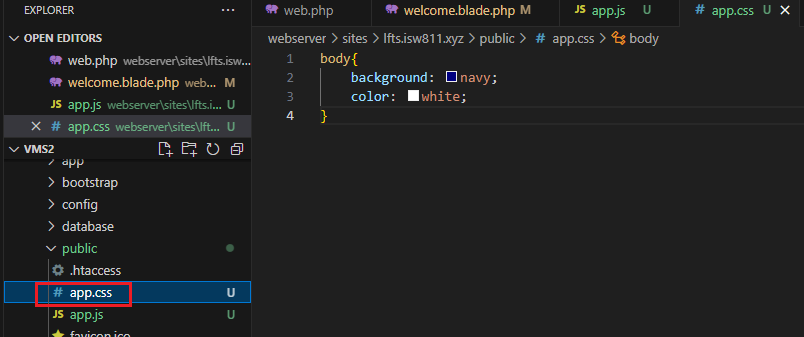 EXPLORER ...
OPEN EDITORS
web.php webserver\sites\lfts.isw...
welcome.blade.php web... M
JS app.js webserver\sites\lfts.i... U
# app.css webserver\sites\lft... U
VMS2
app
bootstrap
config
database
public
.htaccess
# app.css U
JS app.js U
favicon.ico
web.php
welcome.blade.php M
JS app.js U
# app.css U
webserver > sites > lfts.isw811.xyz > public > # app.css > body
1 body{
2 background: navy;
3 color: white;
4 }